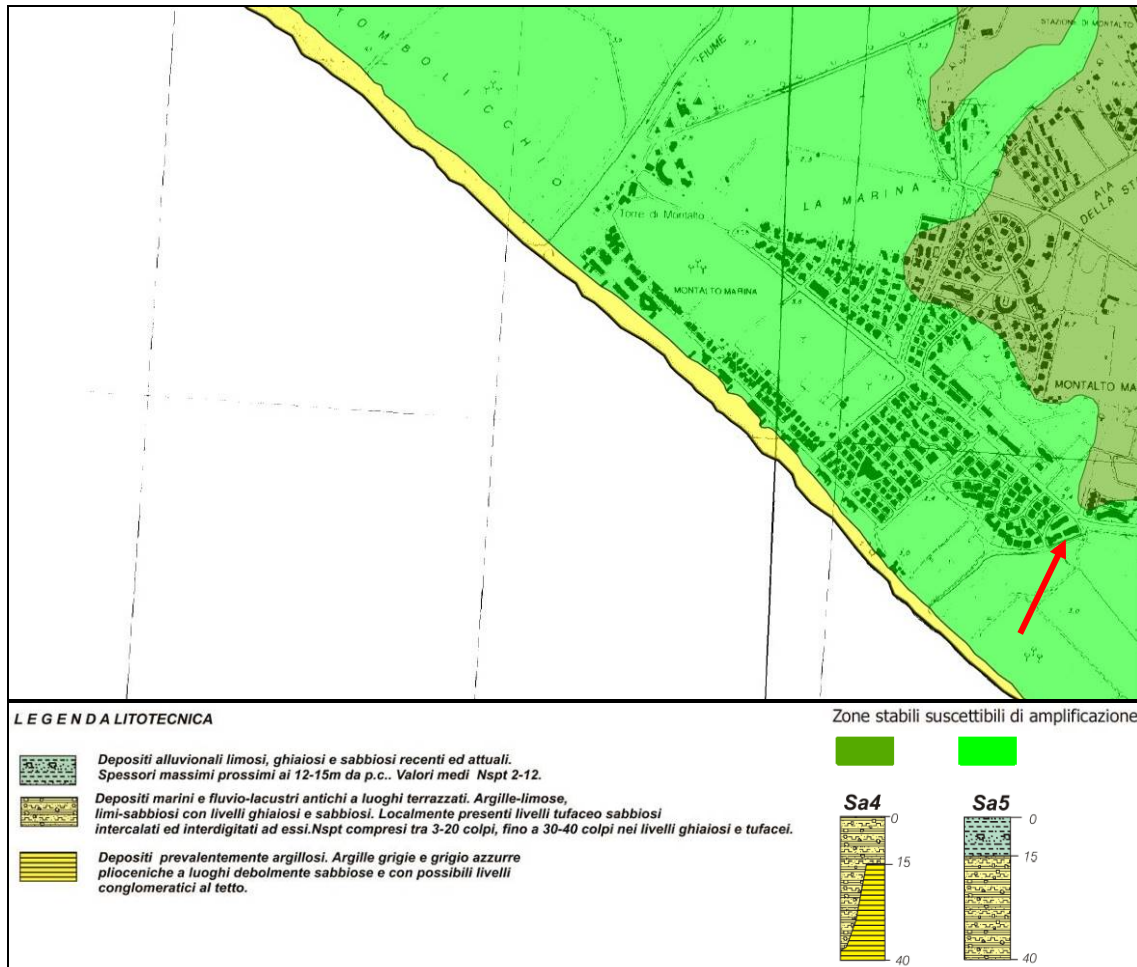 TOMBOLICCHIO
FIUME
STAZIONE DI MONTALTO
LA MARINA
AIA
DELLA ST
Torre di Montalto
MONTALTO MARINA
MONTALTO MA
LEGENDA LITOTECNICA
Depositi alluvionali limosi, ghiaiosi e sabbiosi recenti ed attuali.
Spessori massimi prossimi ai 12-15m da p.c.. Valori medi Nspt 2-12.
Depositi marini e fluvio-lacustri antichi a luoghi terrazzati. Argille-limose,
limi-sabbiosi con livelli ghiaiosi e sabbiosi. Localmente presenti livelli tufaceo sabbiosi
intercalati ed interdigitati ad essi.Nspt compresi tra 3-20 colpi, fino a 30-40 colpi nei livelli ghiaiosi e tufacei.
Depositi prevalentemente argillosi. Argille grigie e grigio azzurre
plioceniche a luoghi debolmente sabbiose e con possibili livelli
conglomeratici al tetto.
Zone stabili suscettibili di amplificazione
Sa4
0
15
40
Sa5
0
15
40